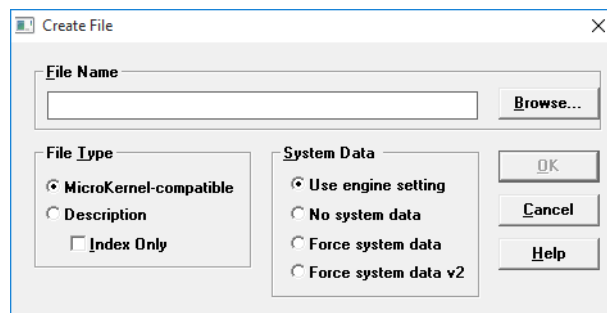 Create File
File Name
Browse...
File Type
MicroKernel-compatible
Description
Index Only
System Data
Use engine setting
No system data
Force system data
Force system data v2
OK
Cancel
Help